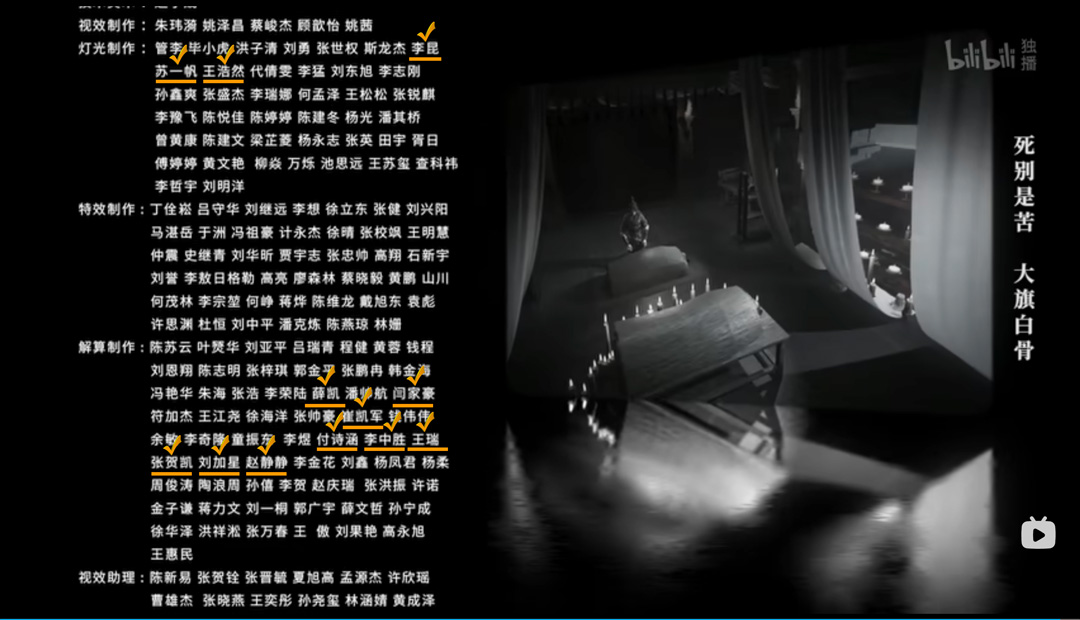 视效制作：朱玮漪 姚泽昌 蔡峻杰 顾歆怡 姚茜
灯光制作：管李 毕小虎 洪子清 刘勇 张世权 斯龙杰 李昆
苏一帆 王浩然 代倩雯 李猛 刘东旭 李志刚
孙鑫爽 张盛杰 李瑞娜 何孟泽 王松松 张锐麒
李豫飞 陈悦佳 陈婷婷 陈建冬 杨光 潘其桥
曾黄康 陈建文 梁芷菱 杨永志 张英 田宇 胥日
傅婷婷 黄文艳 柳焱 万烁 池思远 王苏玺 查科祎
李哲宇 刘明洋
特效制作：丁佺崧 吕守华 刘继远 李想 徐立东 张健 刘兴阳
马湛岳 于洲 冯祖豪 计永杰 徐晴 张校飒 王明慧
仲震 史继青 刘华昕 贾宇志 张忠帅 高翔 石新宇
刘誉 李敖日格勒 高亮 廖森林 蔡晓毅 黄鹏 山川
何茂林 李宗堃 何峥 蒋烨 陈维龙 戴旭东 袁彪
许思渊 杜恒 刘中平 潘克炼 陈燕琼 林姗
解算制作：陈苏云 叶赟华 刘亚平 吕瑞青 程健 黄蓉 钱程
刘恩翔 陈志明 张梓琪 郭金平 张鹏冉 韩金海
冯艳华 朱海 张浩 李荣陆 薛凯 潘帅航 闫家豪
符加杰 王江尧 徐海洋 张帅豪 崔凯军 伟伟
余敏 李奇隆 童振东 李煜 付诗涵 李中胜 王瑞
张贺凯 刘加星 赵静静 李金花 刘鑫 杨凤君 杨柔
周俊涛 陶浪周 孙僖 李贺 赵庆瑞 张洪振 许诺
金子谦 蒋力文 刘一桐 郭广宇 薛文哲 孙宁成
徐华泽 洪祥淞 张万春 王 傲 刘果艳 高永旭
王惠民
视效助理：陈新易 张贺铨 张晋毓 夏旭高 孟源杰 许欣瑶
曹雄杰 张晓燕 王奕彤 孙尧玺 林涵婧 黄成泽
bilibili 独播
死别是苦 大旗白骨